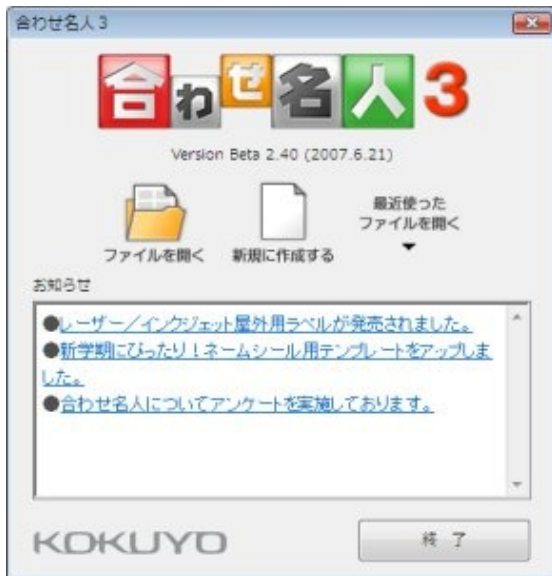 合わせ名人3
合わせ名人3
Version Beta 2.40 (2007.6.21)
最近使った
ファイルを開く
ファイルを開く 新規に作成する
お知らせ
●レーザー／インクジェット屋外用ラベルが発売されました。
●新学期にぴったり！ネームシール用テンプレートをアップしま
した。
●合わせ名人についてアンケートを実施しております。
KOKUYO
終 了